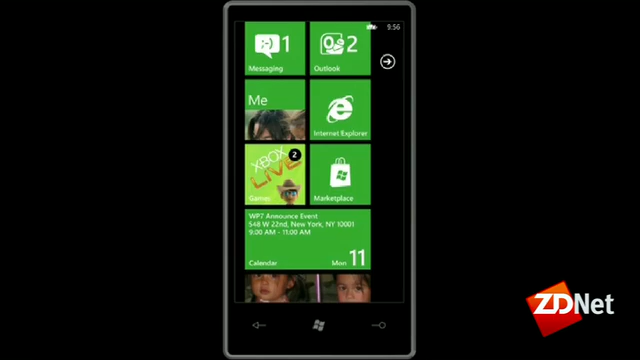 9:56
1
Messaging
2
Outlook
Me
Internet Explorer
XBOX
LIVE
2
Games
Marketplace
WP7 Announce Event
548 W 22nd, New York, NY 10001
9:00 AM - 11:00 AM
Calendar
Mon 11
ZDNet